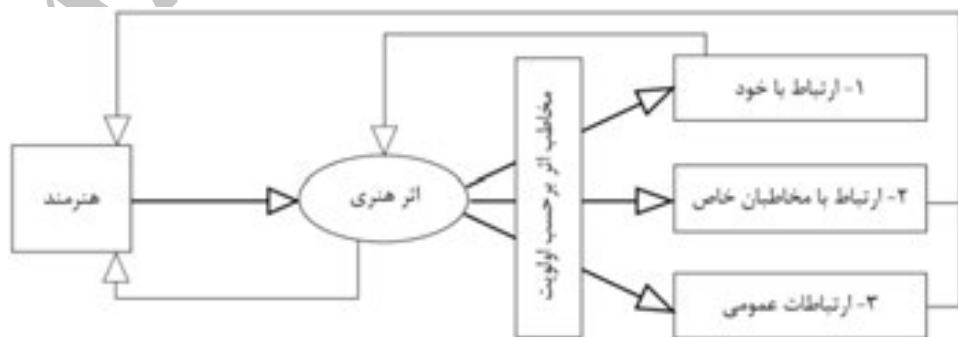 ۱- ارتباط با خود
هنرمند
اثر هنری
مخاطب اثر برحسب اولویت
۲- ارتباط با مخاطبان خاص
۳- ارتباطات عمومی